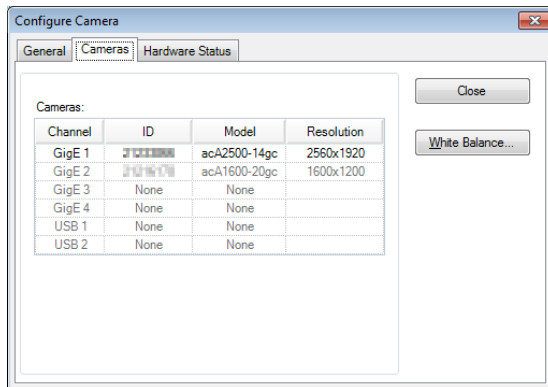 Configure Camera
General Cameras Hardware Status
Close
Cameras:
Channel ID Model Resolution
White Balance...
GigE 1 acA2500-14gc 2560x1920
GigE 2 acA1600-20gc 1600x1200
GigE 3 None None
GigE 4 None None
USB 1 None None
USB 2 None None